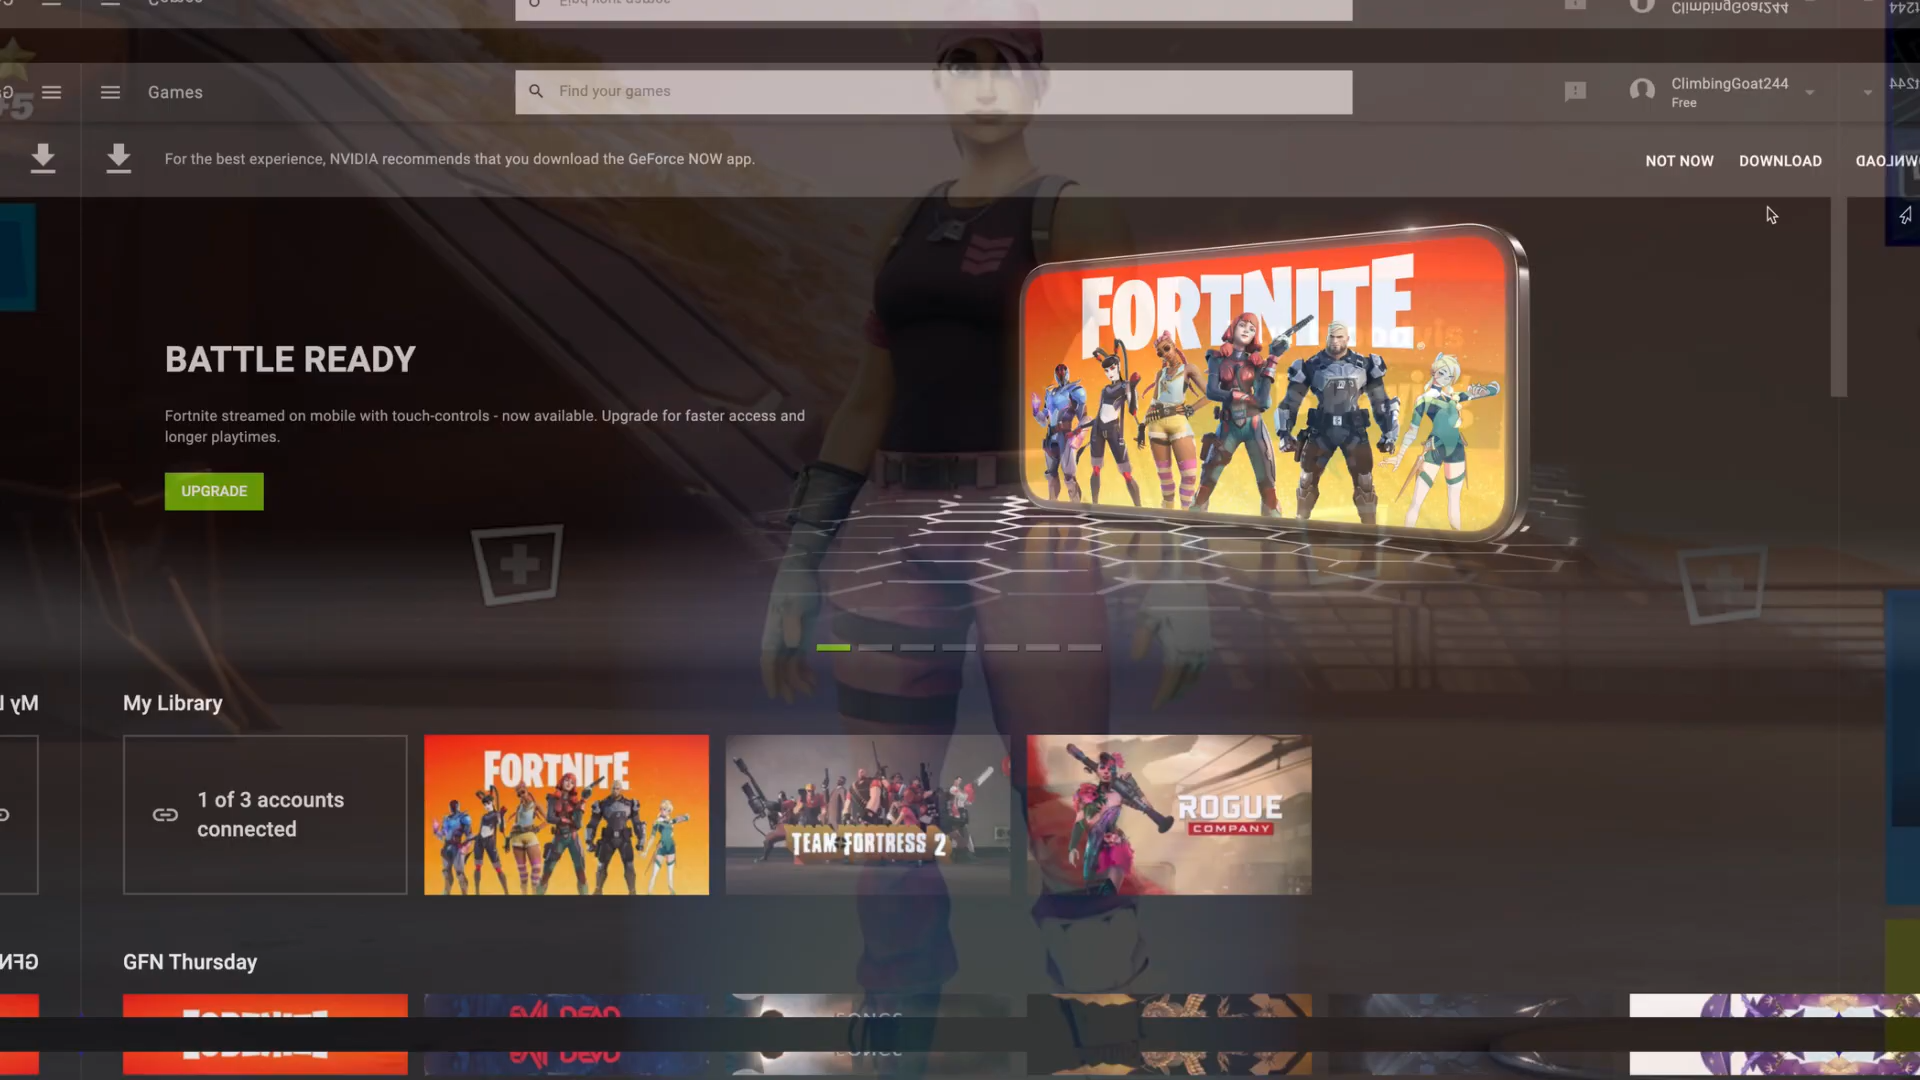 Games
Find your games
ClimbingGoat244
Free
For the best experience, NVIDIA recommends that you download the GeForce NOW app.
NOT NOW
DOWNLOAD
FORTNITE
BATTLE READY
Fortnite streamed on mobile with touch-controls - now available. Upgrade for faster access and
longer playtimes.
UPGRADE
My Library
1 of 3 accounts
connected
FORTNITE
TEAM FORTRESS 2
ROGUE
COMPANY
GFN Thursday